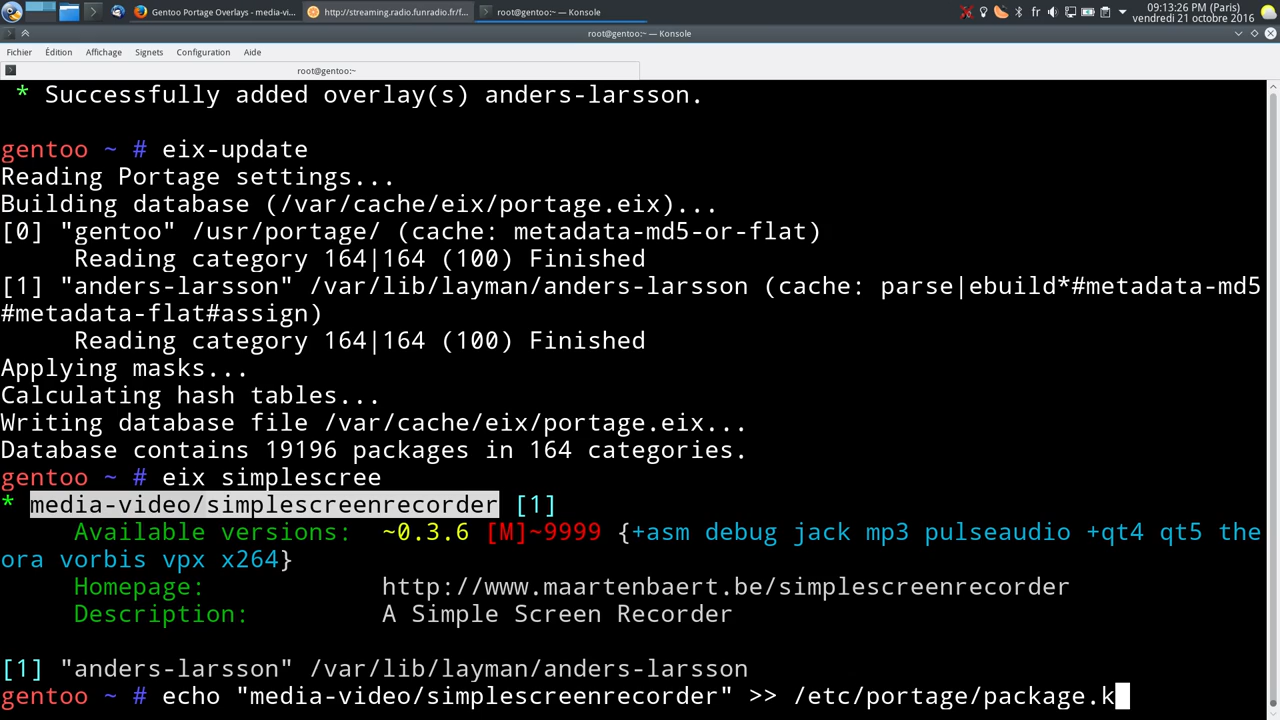 Gentoo Portage Overlays - media-vi...
http://streaming.radio.funradio.fr/f...
root@gentoo:~ — Konsole
fr
09:13:26 PM (Paris)
vendredi 21 octobre 2016
root@gentoo:~ — Konsole
Fichier Édition Affichage Signets Configuration Aide
root@gentoo:~
* Successfully added overlay(s) anders-larsson.
gentoo ~ # eix-update
Reading Portage settings...
Building database (/var/cache/eix/portage.eix)...
[0] "gentoo" /usr/portage/ (cache: metadata-md5-or-flat)
Reading category 164|164 (100) Finished
[1] "anders-larsson" /var/lib/layman/anders-larsson (cache: parse|ebuild*#metadata-md5
#metadata-flat#assign)
Reading category 164|164 (100) Finished
Applying masks...
Calculating hash tables...
Writing database file /var/cache/eix/portage.eix...
Database contains 19196 packages in 164 categories.
gentoo ~ # eix simplescree
* media-video/simplescreenrecorder [1]
Available versions: ~0.3.6 [M]~9999 {+asm debug jack mp3 pulseaudio +qt4 qt5 the
ora vorbis vpx x264}
Homepage: http://www.maartenbaert.be/simplescreenrecorder
Description: A Simple Screen Recorder
[1] "anders-larsson" /var/lib/layman/anders-larsson
gentoo ~ # echo "media-video/simplescreenrecorder" >> /etc/portage/package.k